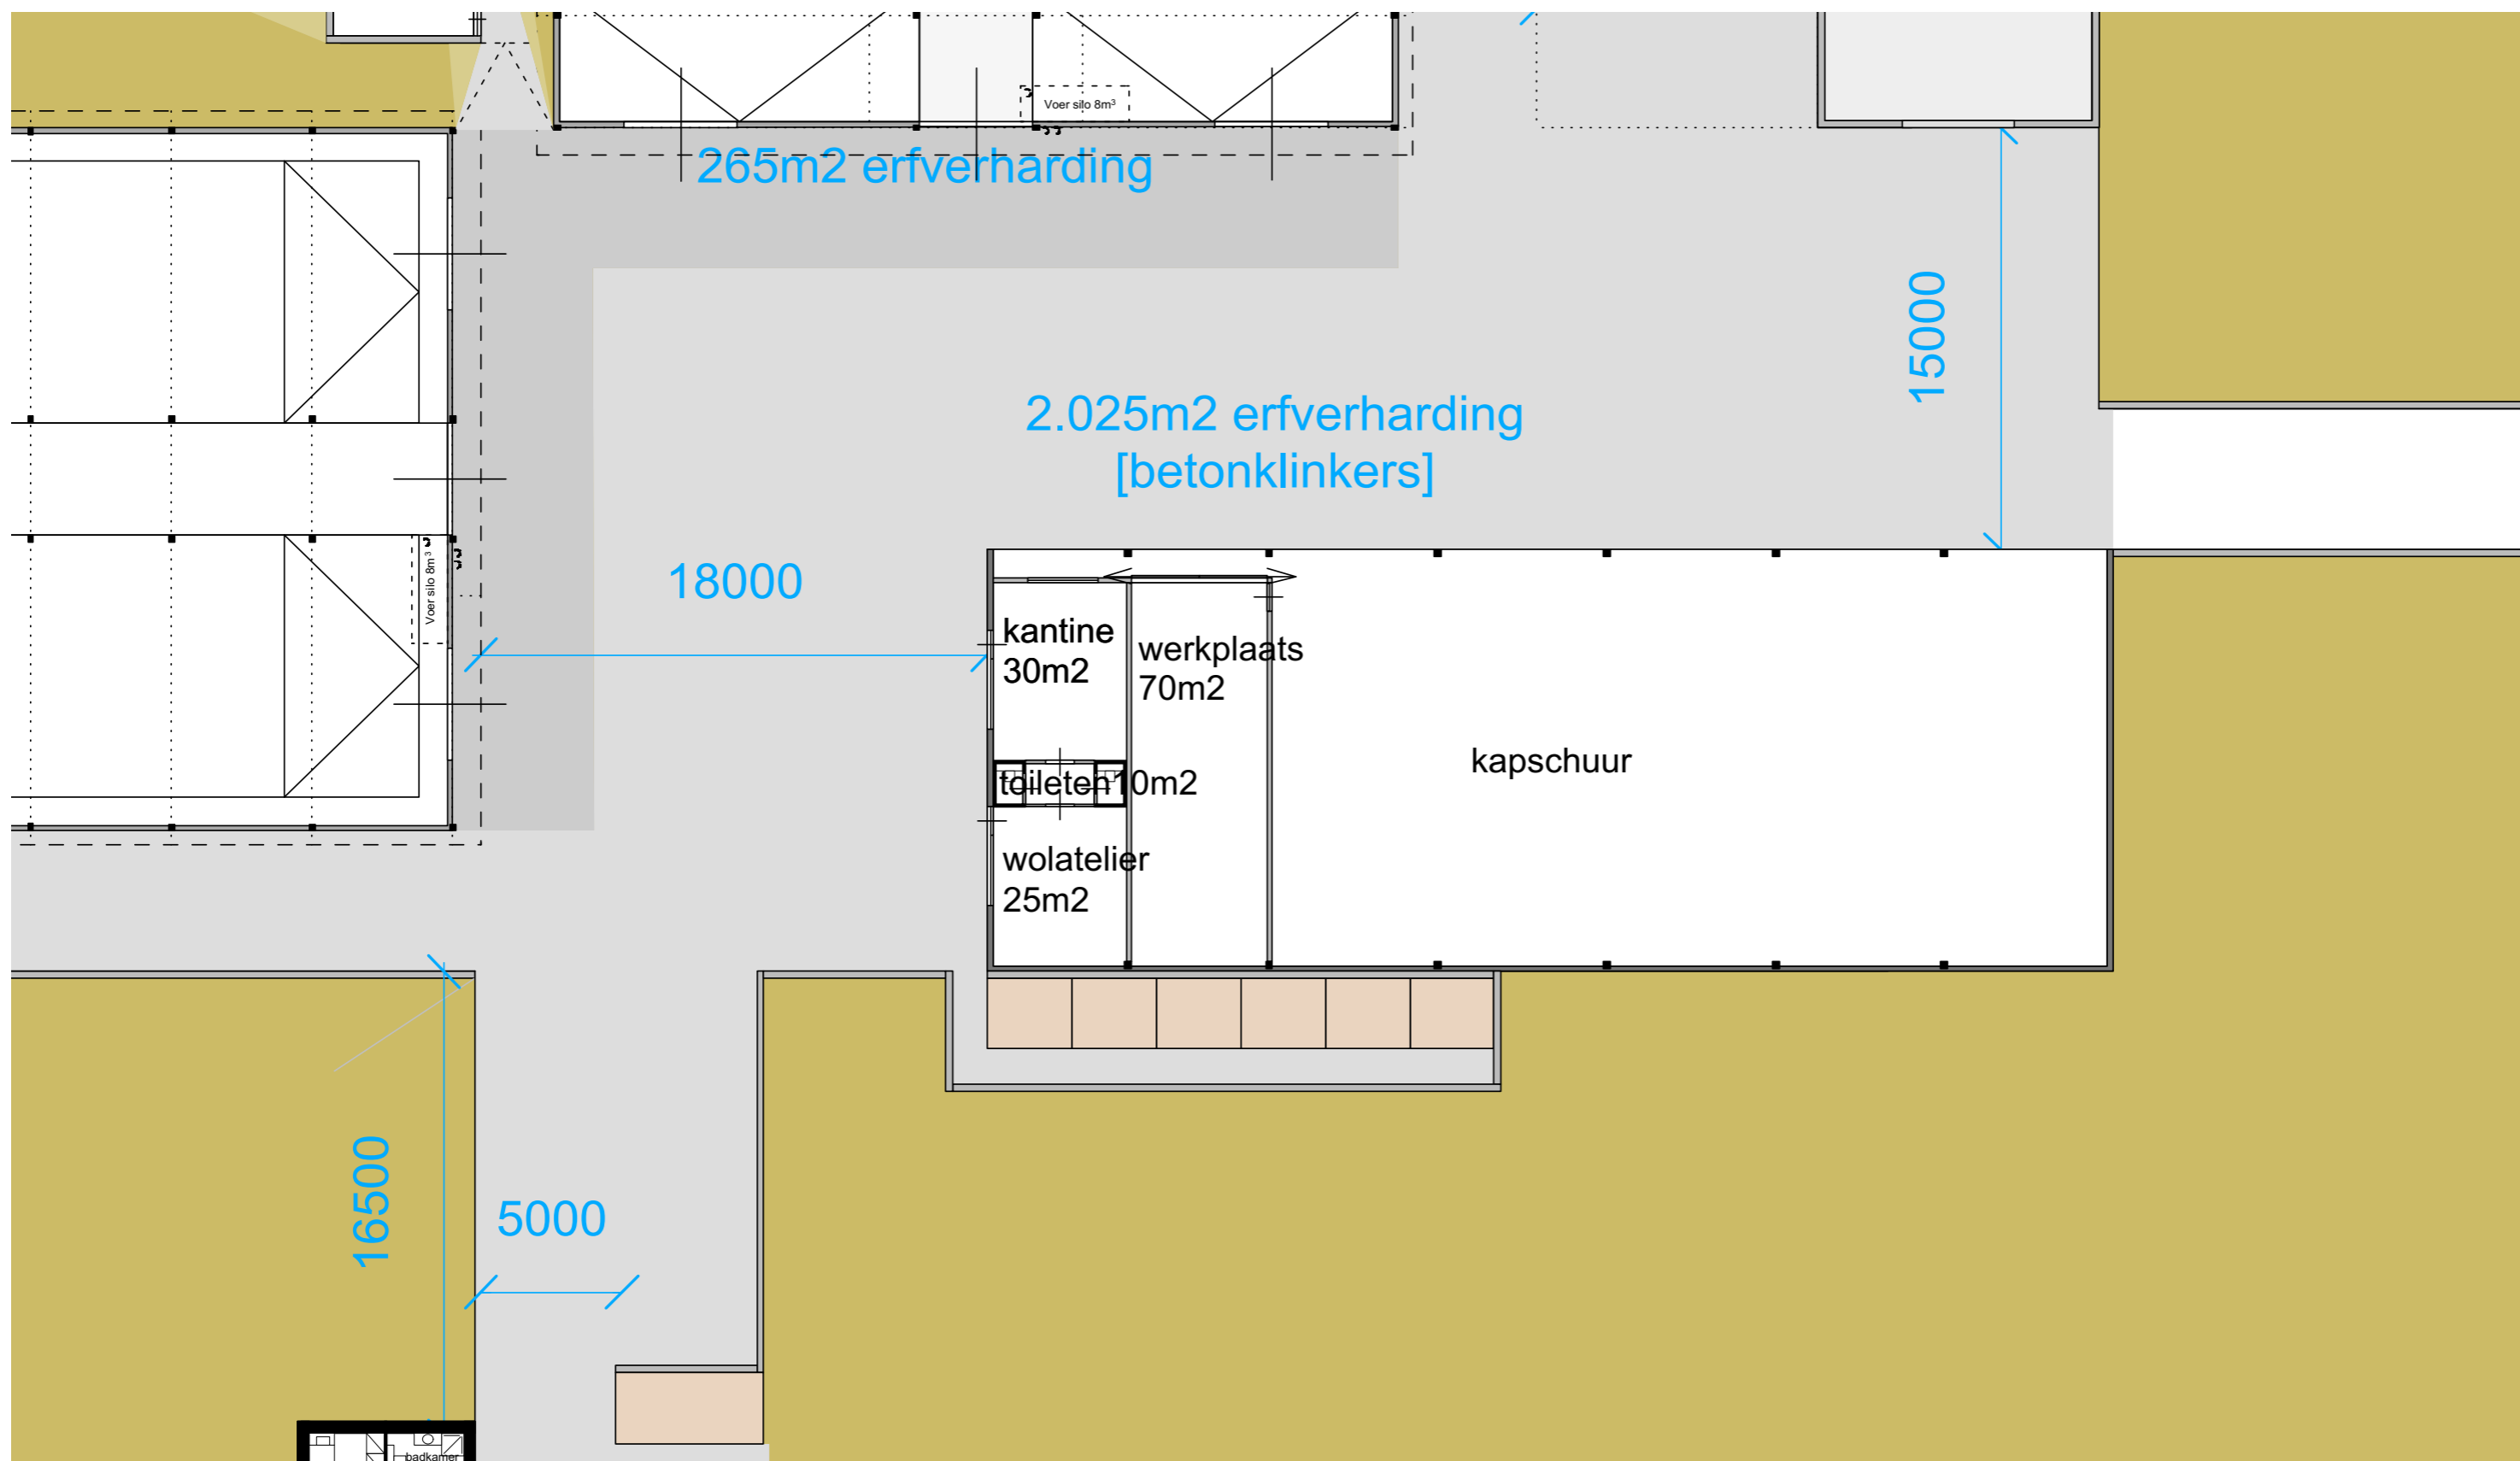 Voer silo 8m³
265m2 erfverharding
15000
2.025m2 erfverharding
[betonklinkers]
Voer silo 8m³
18000
kantine
30m2
werkplaats
70m2
kapschuur
toileten10m2
wolatelier
25m2
16500
5000
badkamer